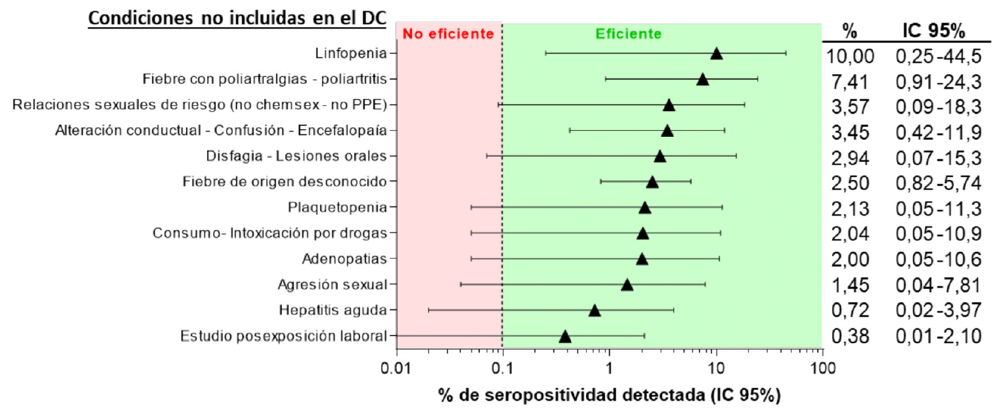 Condiciones no incluidas en el DC
No eficiente Eficiente % IC 95%
Linfopenia 10,00 0,25-44,5
Fiebre con poliartralgias - poliartritis 7,41 0,91-24,3
Relaciones sexuales de riesgo (no chemsex - no PPE) 3,57 0,09-18,3
Alteración conductual - Confusión - Encefalopaía 3,45 0,42-11,9
Disfagia - Lesiones orales 2,94 0,07-15,3
Fiebre de origen desconocido 2,50 0,82-5,74
Plaquetopenia 2,13 0,05-11,3
Consumo- Intoxicación por drogas 2,04 0,05-10,9
Adenopatias 2,00 0,05-10,6
Agresión sexual 1,45 0,04-7,81
Hepatitis aguda 0,72 0,02-3,97
Estudio posexposición laboral 0,38 0,01-2,10
0.01 0.1 1 10 100
% de seropositividad detectada (IC 95%)